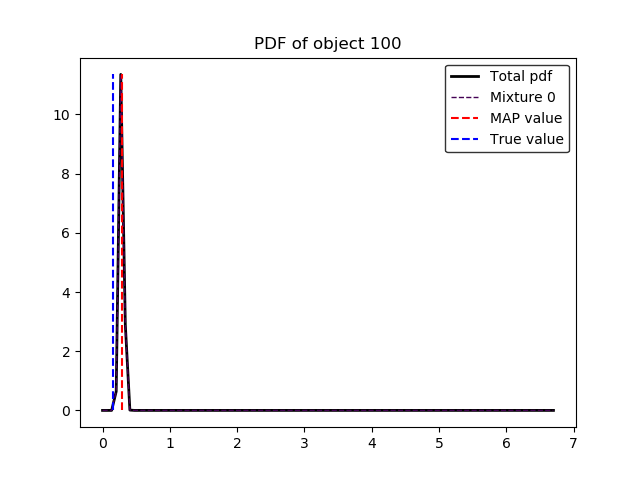 PDF of object 100
Total pdf
Mixture 0
MAP value
True value
10
8
6
4
2
0
0 1 2 3 4 5 6 7